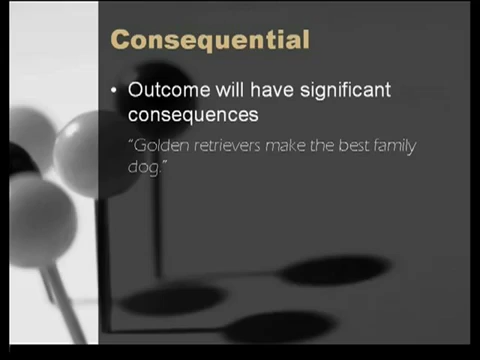 Consequential
• Outcome will have significant
consequences
“Golden retrievers make the best family
dog.”